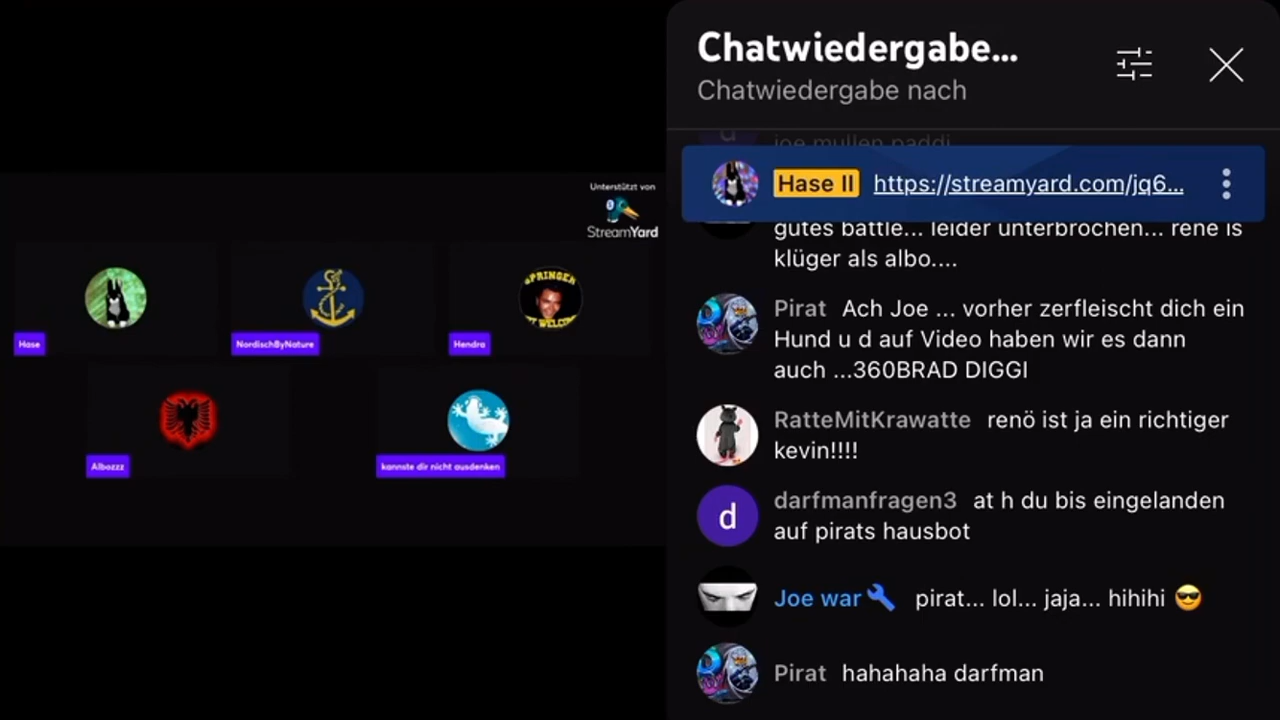 Unterstützt von
StreamYard
Hase
NordischByNature
Hendra
Albozzz
kannste dir nicht ausdenken
SPRINGER
Chatwiedergabe...
Chatwiedergabe nach
joe mullen paddi
Hase II https://streamyard.com/jq6...
gutes battle... leider unterbrochen... rene is
klüger als albo....
Pirat Ach Joe ... vorher zerfleischt dich ein
Hund u d auf Video haben wir es dann
auch ...360BRAD DIGGI
RatteMitKrawatte renö ist ja ein richtiger
kevin!!!!
d
darfmanfragen3 at h du bis eingelanden
auf pirats hausbot
Joe war pirat... lol... jaja... hihihi 😎
Pirat hahahaha darfman